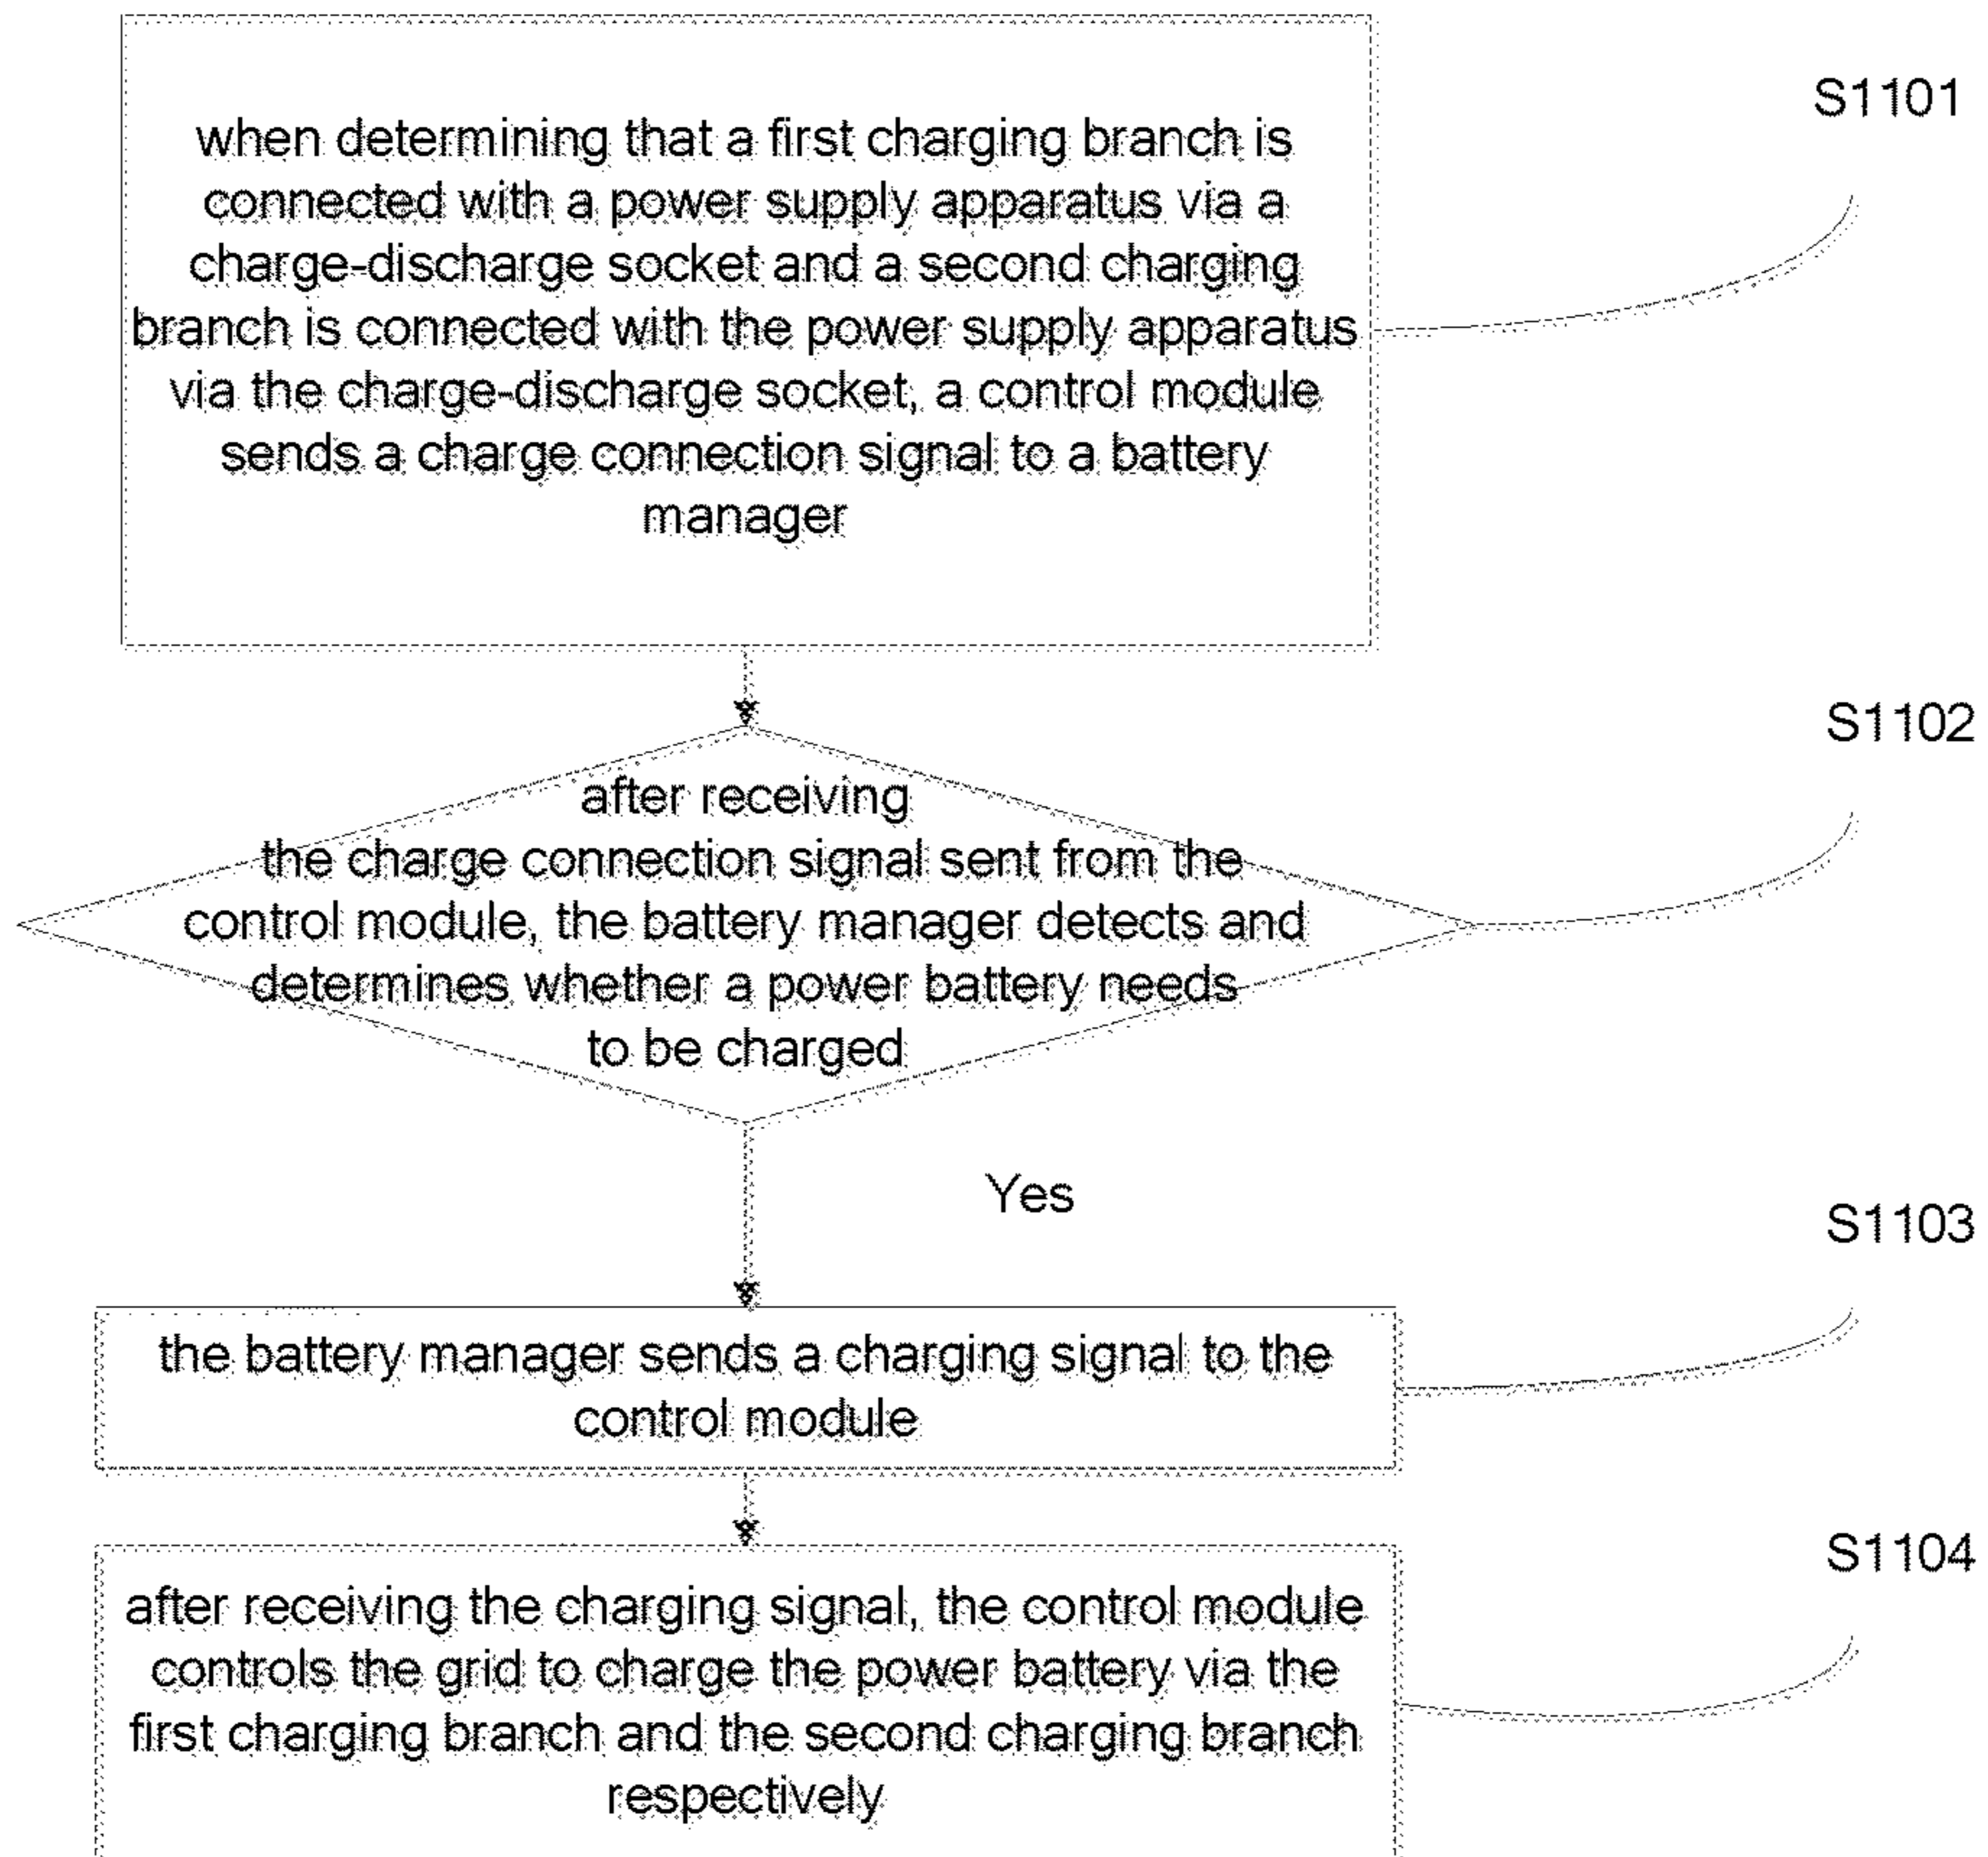 S1101
when determining that a first charging branch is
connected with a power supply apparatus via a
charge-discharge socket and a second charging
branch is connected with the power supply apparatus
via the charge-discharge socket, a control module
sends a charge connection signal to a battery
manager
S1102
after receiving
the charge connection signal sent from the
control module, the battery manager detects and
determines whether a power battery needs
to be charged
Yes
S1103
the battery manager sends a charging signal to the
control module
S1104
after receiving the charging signal, the control module
controls the grid to charge the power battery via the
first charging branch and the second charging branch
respectively